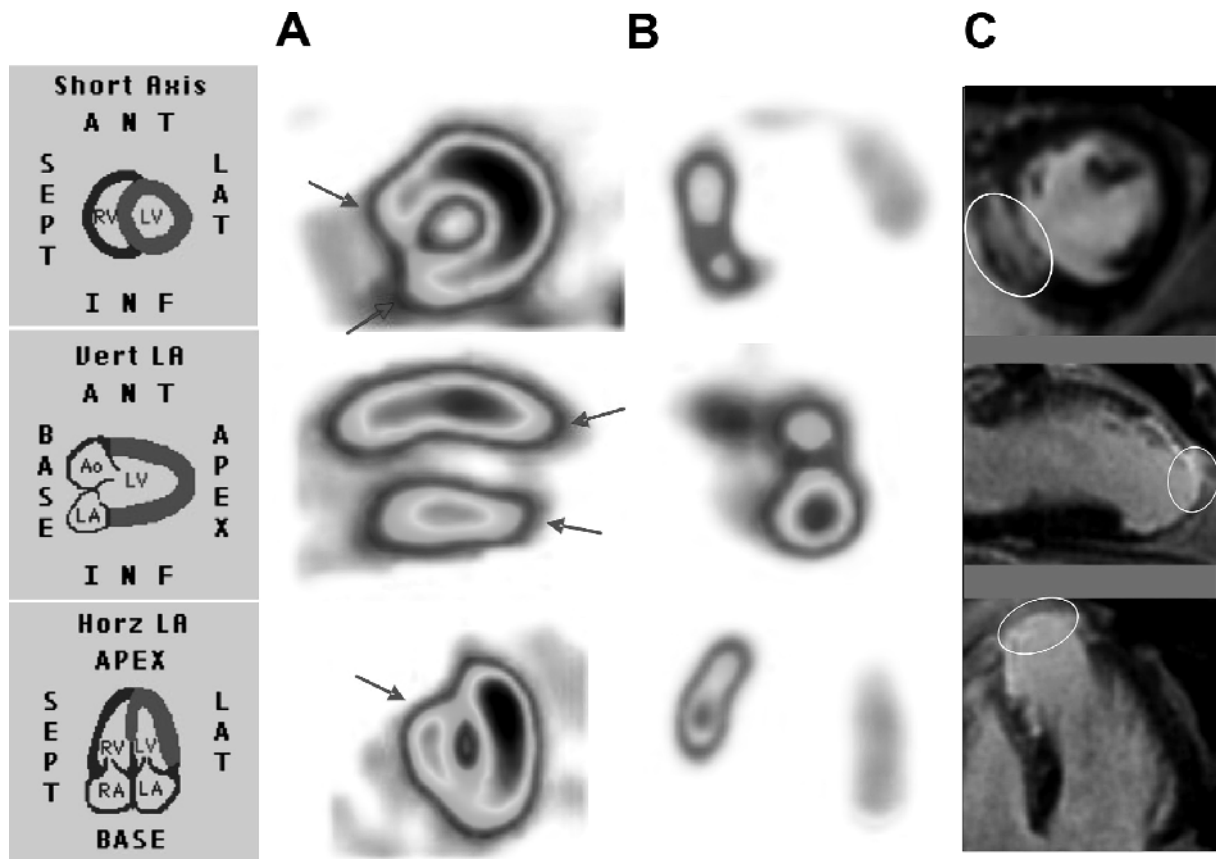 A B C
Short Axis
A N T
S
E
P
T
RV LV
L
A
T
I N F
Vert LA
A N T
B
A
S
E
Ao
LV
LA
A
P
E
X
I N F
Horz LA
APEX
S
E
P
T
RV LV
RA LA
L
A
T
BASE